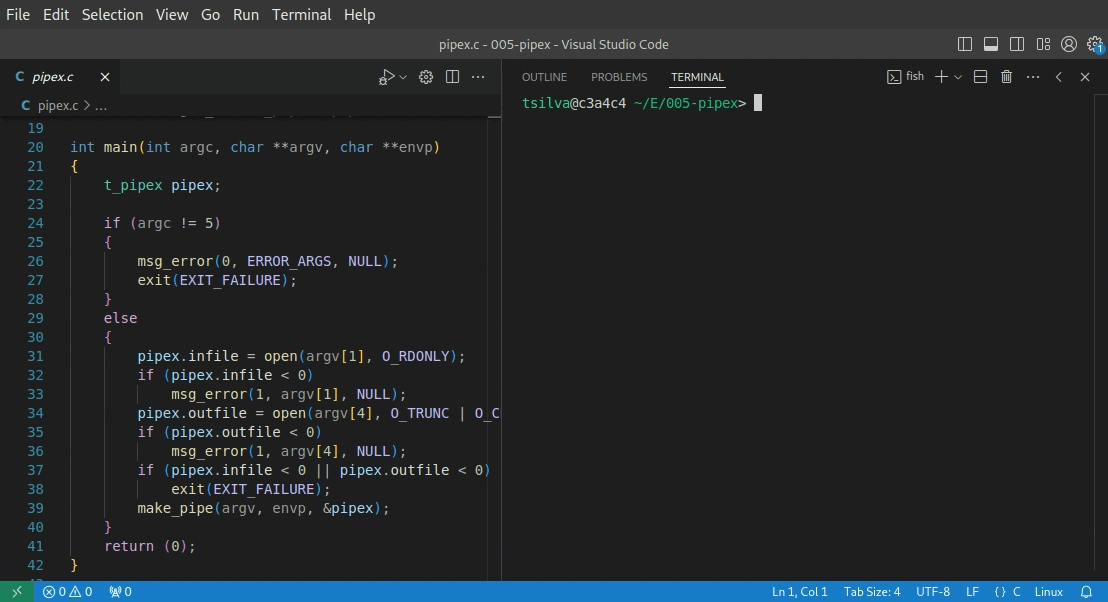 File Edit Selection View Go Run Terminal Help
pipex.c - 005-pipex - Visual Studio Code
1
C pipex.c
C pipex.c > ...
19
20 int main(int argc, char **argv, char **envp)
21 {
22 t_pipex pipex;
23
24 if (argc != 5)
25 {
26 msg_error(0, ERROR_ARGS, NULL);
27 exit(EXIT_FAILURE);
28 }
29 else
30 {
31 pipex.infile = open(argv[1], O_RDONLY);
32 if (pipex.infile < 0)
33 msg_error(1, argv[1], NULL);
34 pipex.outfile = open(argv[4], O_TRUNC | O_C
35 if (pipex.outfile < 0)
36 msg_error(1, argv[4], NULL);
37 if (pipex.infile < 0 || pipex.outfile < 0)
38 exit(EXIT_FAILURE);
39 make_pipe(argv, envp, &pipex);
40 }
41 return (0);
42 }
OUTLINE PROBLEMS TERMINAL fish
tsilva@c3a4c4 ~/E/005-pipex>
0 0 0 Ln 1, Col 1 Tab Size: 4 UTF-8 LF {} C Linux